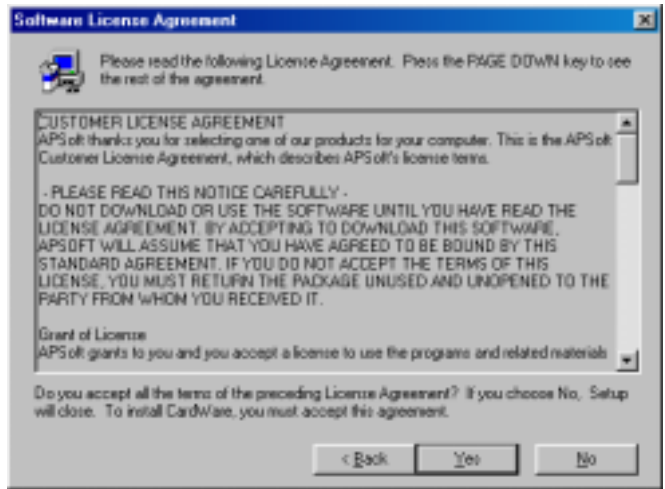 Software License Agreement
Please read the following License Agreement. Press the PAGE DOWN key to see
the rest of the agreement.
CUSTOMER LICENSE AGREEMENT
APSoft thanks you for selecting one of our products for your computer. This is the APSoft
Customer License Agreement, which describes APSoft's license terms.
- PLEASE READ THIS NOTICE CAREFULLY -
DO NOT DOWNLOAD OR USE THE SOFTWARE UNTIL YOU HAVE READ THE
LICENSE AGREEMENT. BY ACCEPTING TO DOWNLOAD THIS SOFTWARE,
APSOFT WILL ASSUME THAT YOU HAVE AGREED TO BE BOUND BY THIS
STANDARD AGREEMENT. IF YOU DO NOT ACCEPT THE TERMS OF THIS
LICENSE, YOU MUST RETURN THE PACKAGE UNUSED AND UNOPENED TO THE
PARTY FROM WHOM YOU RECEIVED IT.
Grant of License
APSoft grants to you and you accept a license to use the programs and related materials
Do you accept all the terms of the preceding License Agreement? If you choose No, Setup
will close. To install CardWare, you must accept this agreement.
< Back
Yes
No